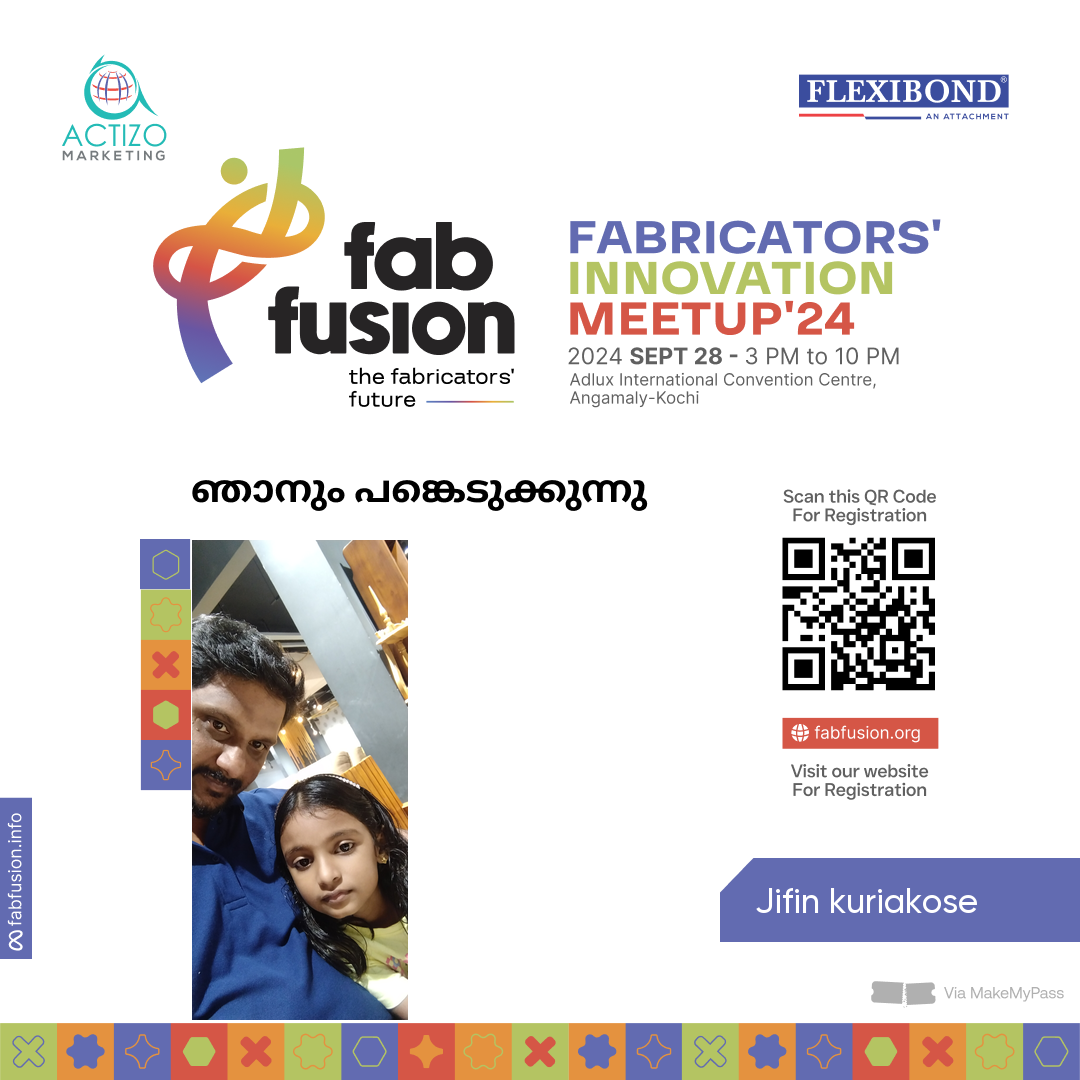 ACTIZO
MARKETING
FLEXIBOND®
AN ATTACHMENT
fab
fusion
the fabricators'
future
FABRICATORS'
INNOVATION
MEETUP'24
2024 SEPT 28 - 3 PM to 10 PM
Adlux International Convention Centre,
Angamaly-Kochi
ഞാനും പങ്കെടുക്കുന്നു
Scan this QR Code
For Registration
fabfusion.org
Visit our website
For Registration
fabfusion.info
Jifin kuriakose
Via MakeMyPass